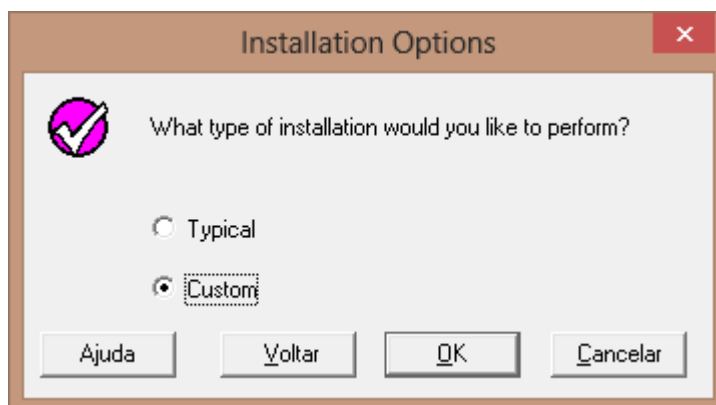 Installation Options
What type of installation would you like to perform?
Typical
Custom
Ajuda Voltar OK Cancelar